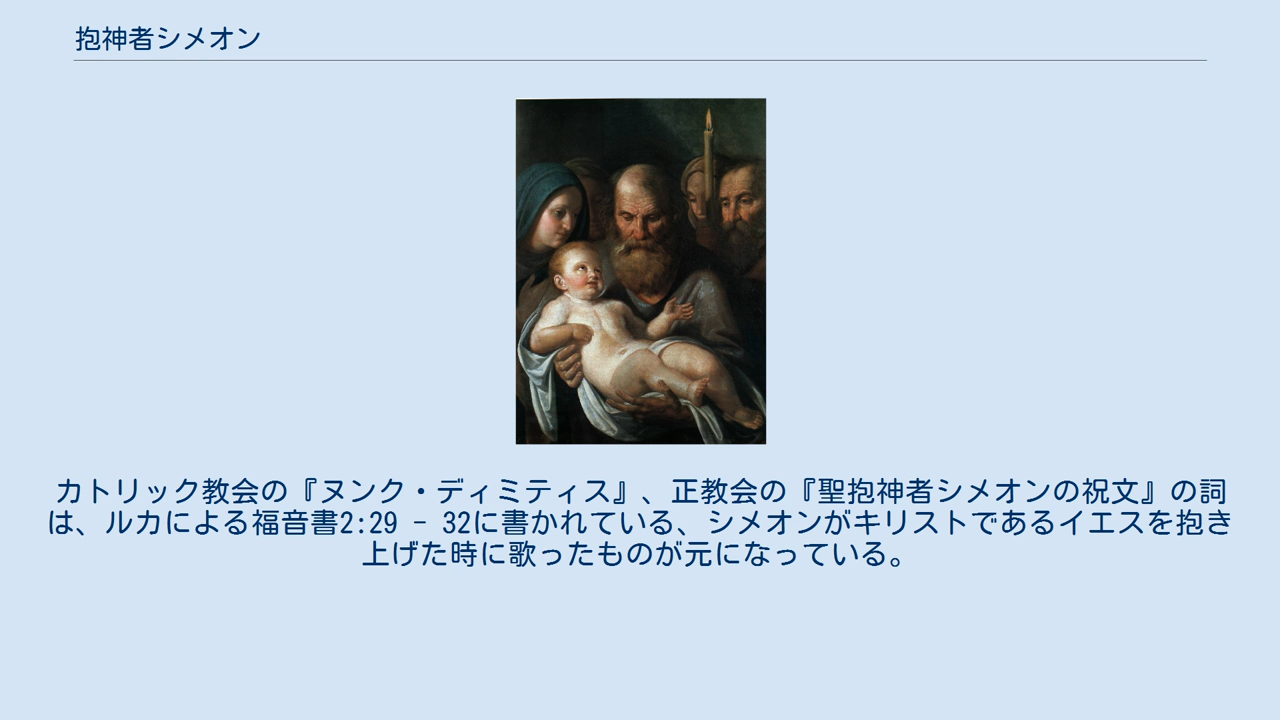 抱神者シメオン
カトリック教会の『ヌンク・ディミティス』、正教会の『聖抱神者シメオンの祝文』の詞
は、ルカによる福音書2:29 - 32に書かれている、シメオンがキリストであるイエスを抱き
上げた時に歌ったものが元になっている。